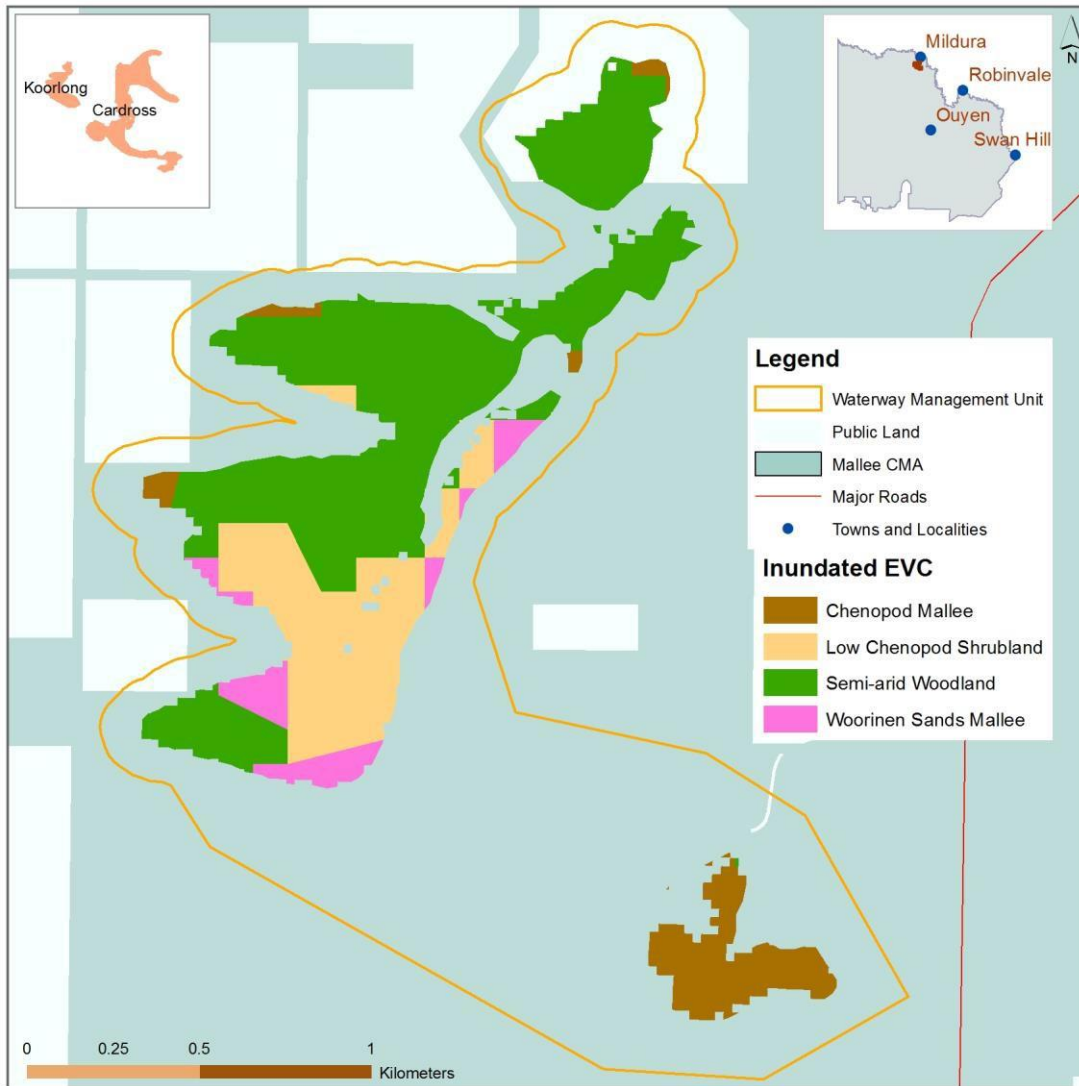 Koorlong
Cardross
Mildura
Robinvale
Ouyen
Swan Hill
N
Legend
Waterway Management Unit
Public Land
Mallee CMA
Major Roads
Towns and Localities
Inundated EVC
Chenopod Mallee
Low Chenopod Shrubland
Semi-arid Woodland
Woorinen Sands Mallee
0 0.25 0.5 1
Kilometers